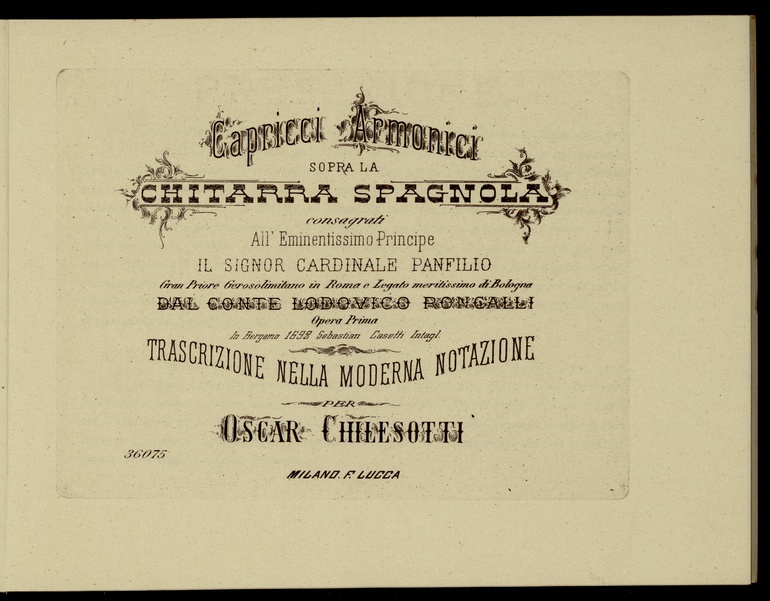 Capricci Armonici
SOPRA LA
CHITARRA SPAGNOLA
consagrati
All' Eminentissimo Principe
IL SIGNOR CARDINALE PANFILIO
Gran Priore Gerosolimitano in Roma e Legato meritissimo di Bologna
DAL CONTE LODOVICO RONCALLI
Opera Prima
In Bergamo 1692 Sebastian Casetti Intagl.
TRASCRIZIONE NELLA MODERNA NOTAZIONE
PER
OSCAR CHILESOTTI
36075
MILANO. F. LUCCA